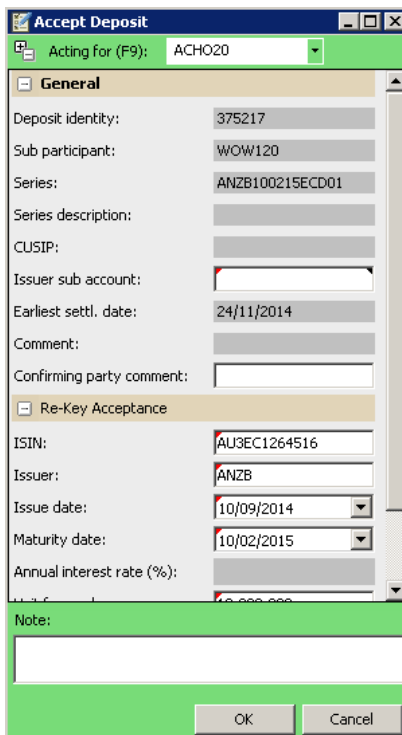 Accept Deposit
Acting for (F9): ACHO20
General
Deposit identity: 375217
Sub participant: WOW120
Series: ANZB100215ECD01
Series description:
CUSIP:
Issuer sub account:
Earliest settl. date: 24/11/2014
Comment:
Confirming party comment:
Re-Key Acceptance
ISIN: AU3EC1264516
Issuer: ANZB
Issue date: 10/09/2014
Maturity date: 10/02/2015
Annual interest rate (%):
Note:
OK Cancel